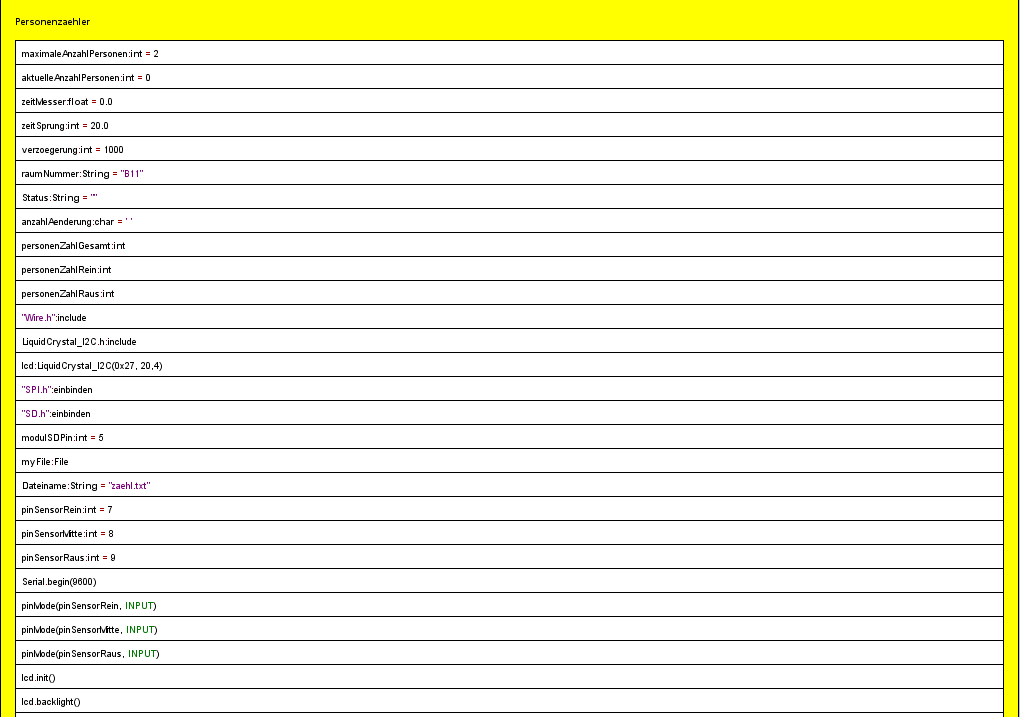 Personenzaehler
maximaleAnzahlPersonen:int = 2
aktuelleAnzahlPersonen:int = 0
zeitMesser:float = 0.0
zeitSprung:int = 20.0
verzoegerung:int = 1000
raumNummer:String = "B11"
Status:String = ""
anzahlAenderung:char = ' '
personenZahlGesamt:int
personenZahlRein:int
personenZahlRaus:int
"Wire.h":include
LiquidCrystal_I2C.h:include
lcd:LiquidCrystal_I2C(0x27, 20,4)
"SPI.h":einbinden
"SD.h":einbinden
modulSDPin:int = 5
myFile:File
Dateiname:String = "zaehl.txt"
pinSensorRein:int = 7
pinSensorMitte:int = 8
pinSensorRaus:int = 9
Serial.begin(9600)
pinMode(pinSensorRein, INPUT)
pinMode(pinSensorMitte, INPUT)
pinMode(pinSensorRaus, INPUT)
lcd.init()
lcd.backlight()